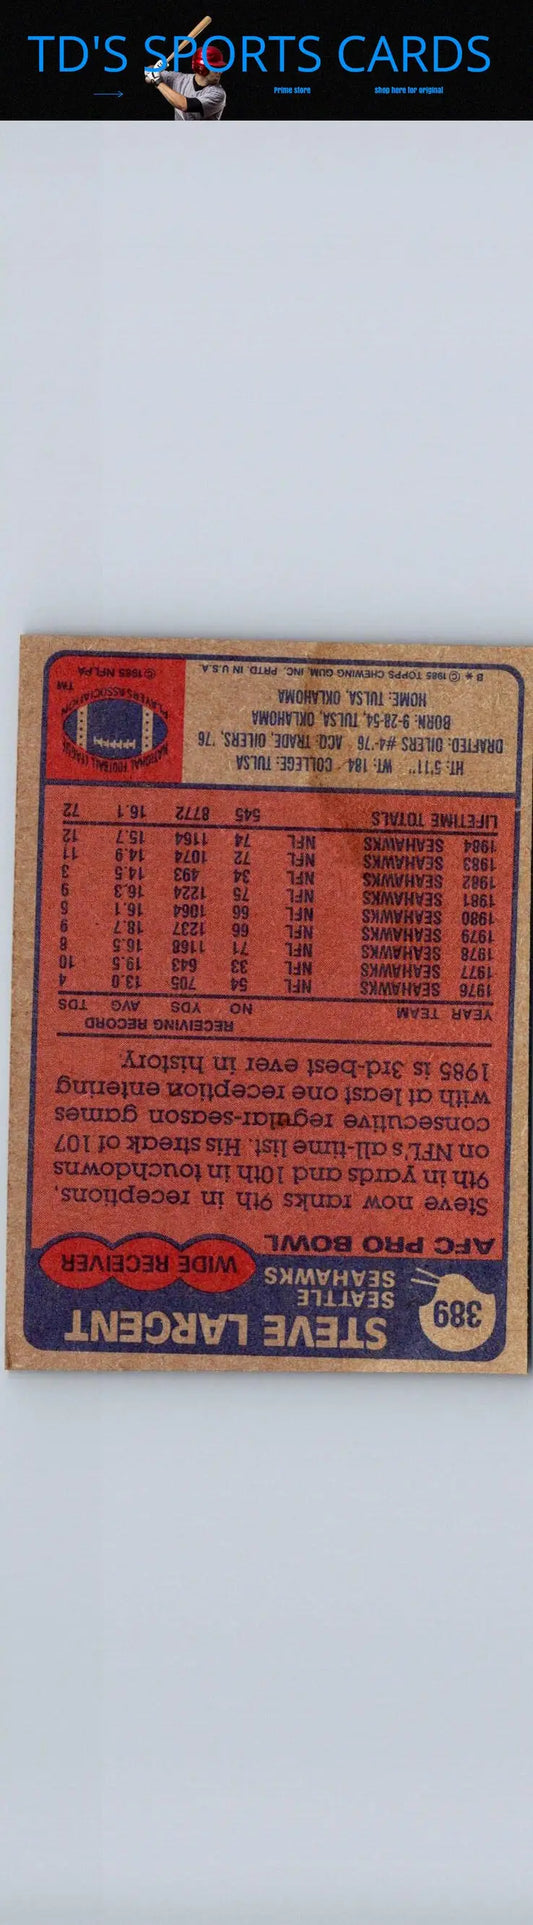 TD'S SPORTS CARDS
Prime store
shop here for original
389
STEVE LARGENT
SEATTLE
SEAHAWKS
WIDE RECEIVER
AFC PRO BOWL
Steve now ranks 9th in receptions,
9th in yards and 10th in touchdowns
on NFL's all-time list. His streak of 107
consecutive regular-season games
with at least one reception entering
1985 is 3rd-best ever in history.
RECEIVING RECORD
YEAR TEAM NO YDS AVG TDS
1976 SEAHAWKS NFL 54 705 13.0 4
1977 SEAHAWKS NFL 33 643 19.5 10
1978 SEAHAWKS NFL 71 1168 16.5 8
1979 SEAHAWKS NFL 66 1237 18.7 9
1980 SEAHAWKS NFL 66 1064 16.1 6
1981 SEAHAWKS NFL 75 1224 16.3 9
1982 SEAHAWKS NFL 34 493 14.5 3
1983 SEAHAWKS NFL 72 1074 14.9 11
1984 SEAHAWKS NFL 74 1164 15.7 12
LIFETIME TOTALS 545 8772 16.1 72
HT: 5'11" WT: 184 COLLEGE: TULSA
DRAFTED: OILERS #4-'76 ACQ: TRADE, OILERS, '76
BORN: 9-28-54, TULSA, OKLAHOMA
HOME: TULSA, OKLAHOMA
B * © 1985 TOPPS CHEWING GUM, INC. PRTD. IN U.S.A.
NATIONAL FOOTBALL LEAGUE
PLAYERS ASSOCIATION
TM
© 1985 NFLPA